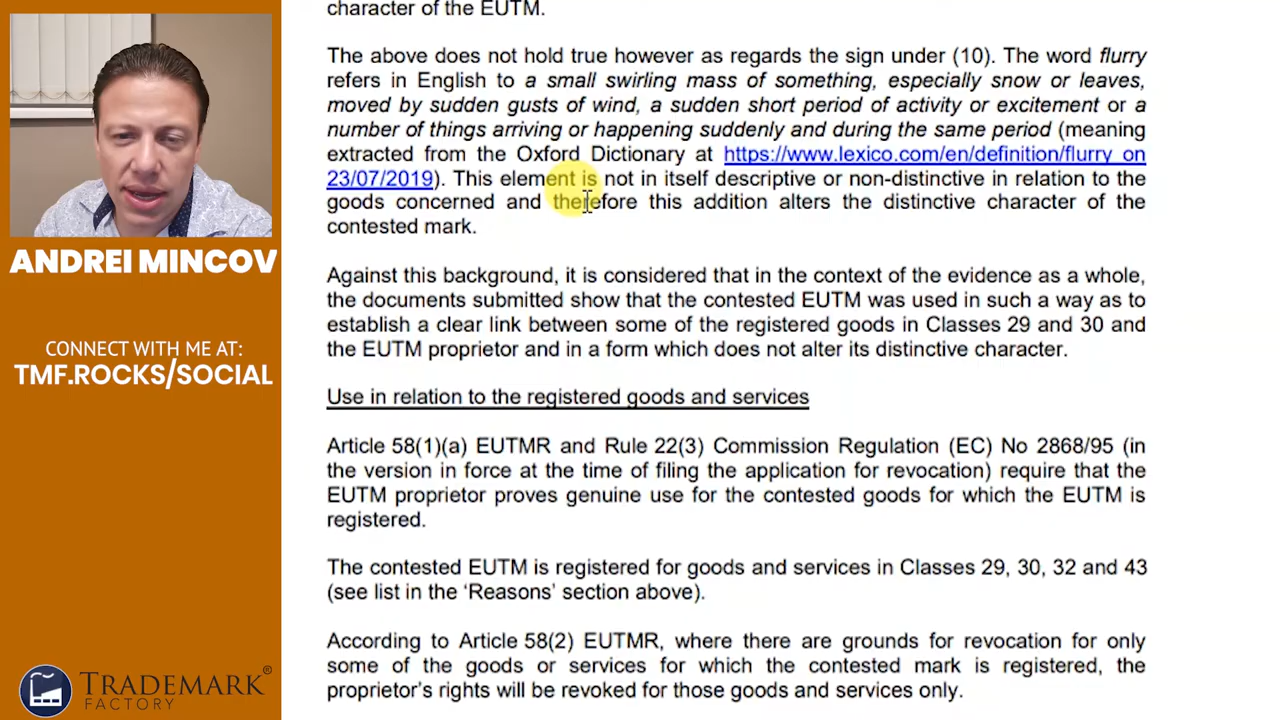 character of the EUTM.
The above does not hold true however as regards the sign under (10). The word flurry
refers in English to a small swirling mass of something, especially snow or leaves,
moved by sudden gusts of wind, a sudden short period of activity or excitement or a
number of things arriving or happening suddenly and during the same period (meaning
extracted from the Oxford Dictionary at https://www.lexico.com/en/definition/flurry on
23/07/2019). This element is not in itself descriptive or non-distinctive in relation to the
goods concerned and therefore this addition alters the distinctive character of the
contested mark.
Against this background, it is considered that in the context of the evidence as a whole,
the documents submitted show that the contested EUTM was used in such a way as to
establish a clear link between some of the registered goods in Classes 29 and 30 and
the EUTM proprietor and in a form which does not alter its distinctive character.
Use in relation to the registered goods and services
Article 58(1)(a) EUTMR and Rule 22(3) Commission Regulation (EC) No 2868/95 (in
the version in force at the time of filing the application for revocation) require that the
EUTM proprietor proves genuine use for the contested goods for which the EUTM is
registered.
The contested EUTM is registered for goods and services in Classes 29, 30, 32 and 43
(see list in the ‘Reasons’ section above).
According to Article 58(2) EUTMR, where there are grounds for revocation for only
some of the goods or services for which the contested mark is registered, the
proprietor’s rights will be revoked for those goods and services only.
ANDREI MINCOV
CONNECT WITH ME AT:
TMF.ROCKS/SOCIAL
TRADEMARK®
FACTORY